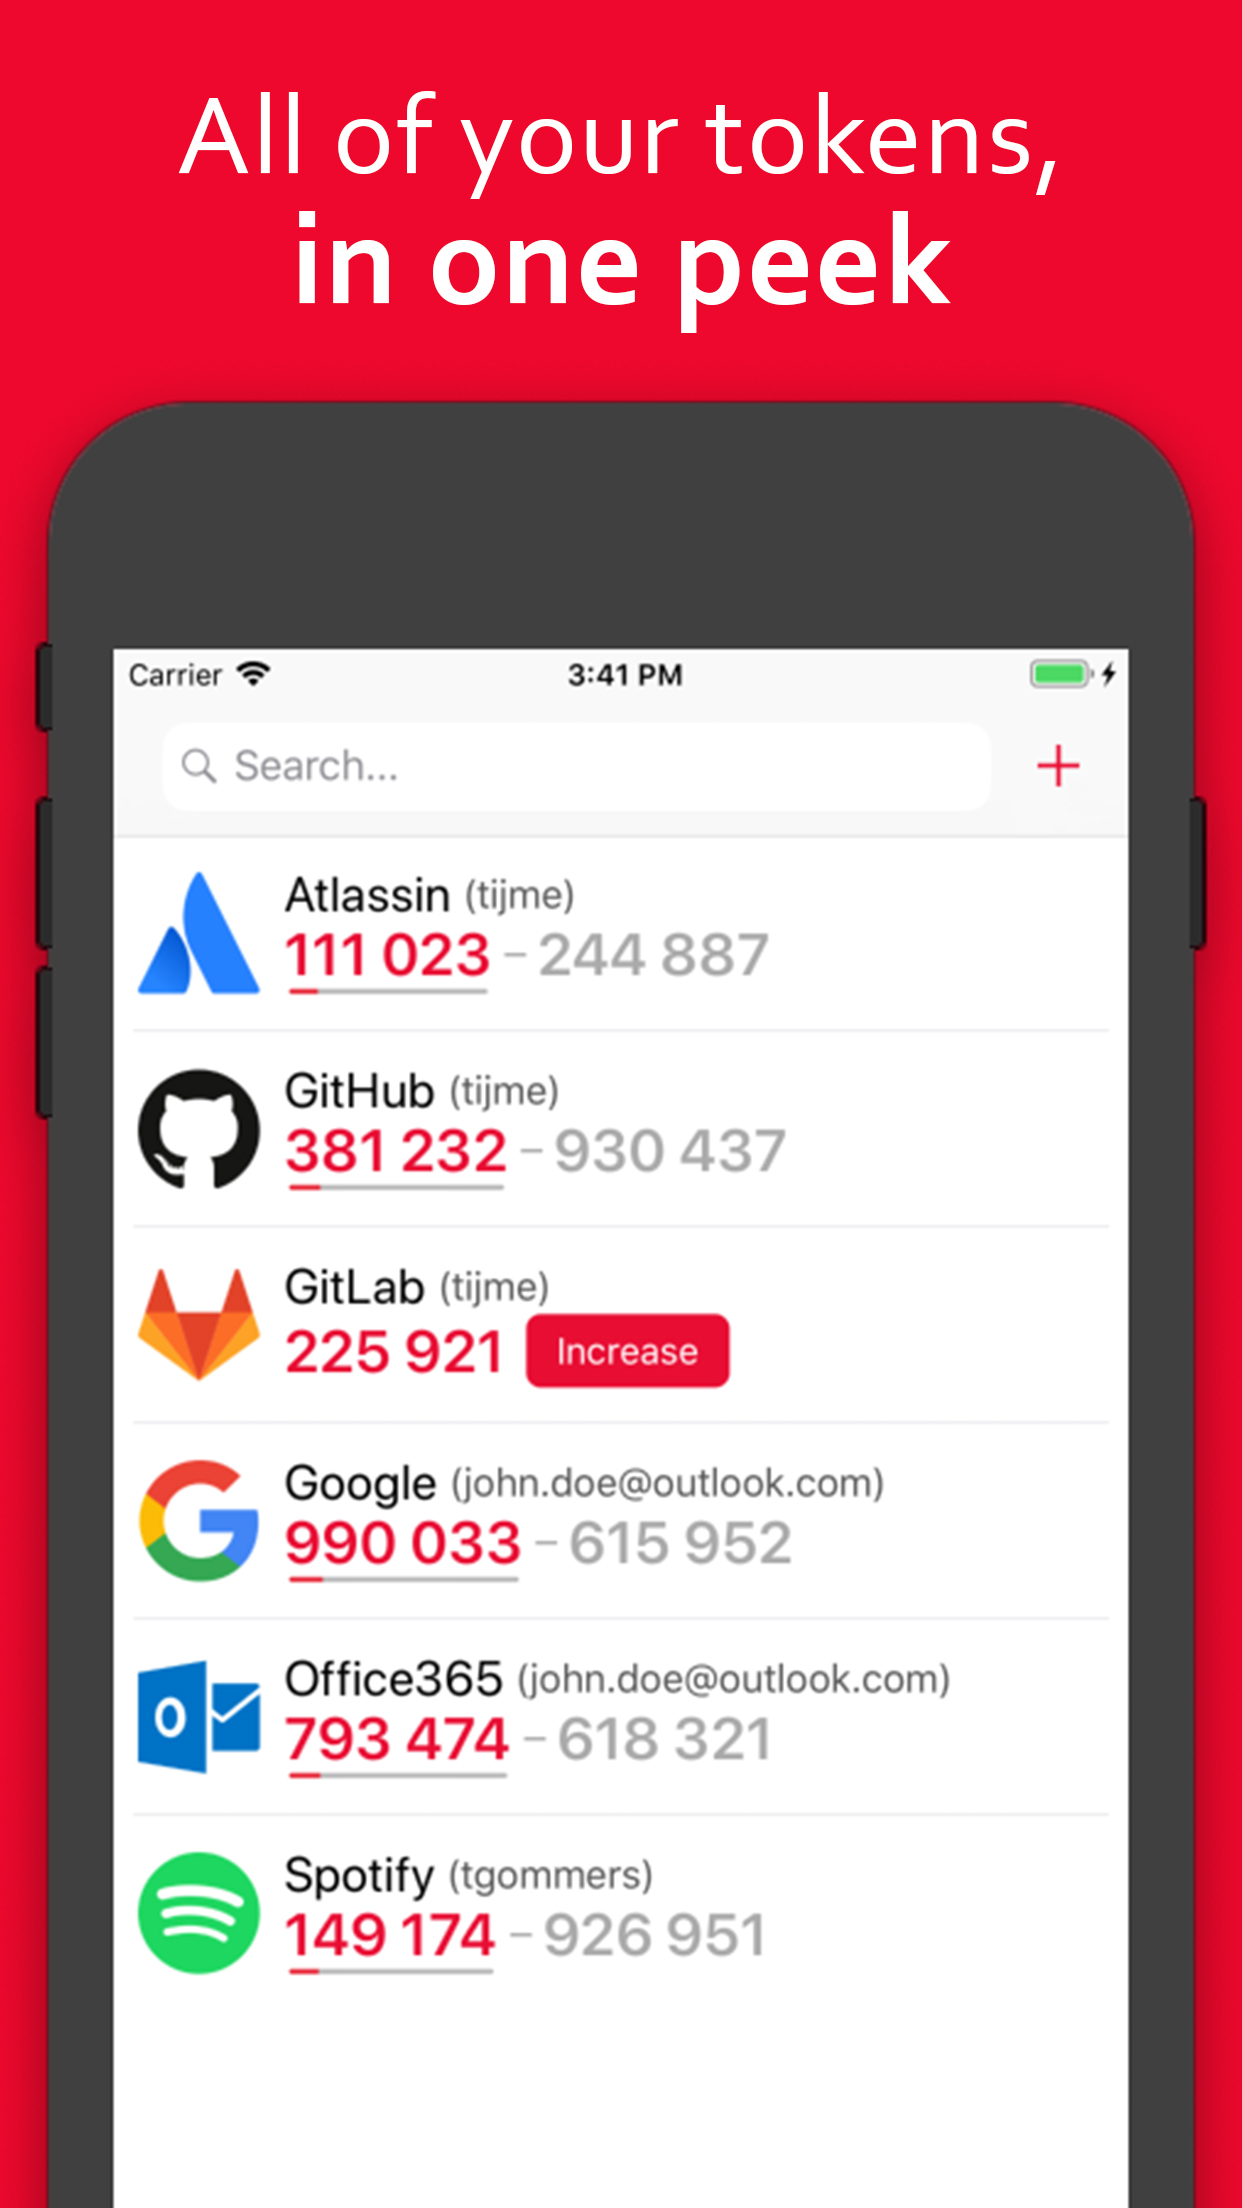 All of your tokens,
in one peek
Carrier 3:41 PM
Search...
Atlassin (tijme)
111 023 – 244 887
GitHub (tijme)
381 232 – 930 437
GitLab (tijme)
225 921 Increase
Google (john.doe@outlook.com)
990 033 – 615 952
Office365 (john.doe@outlook.com)
793 474 – 618 321
Spotify (tgommers)
149 174 – 926 951